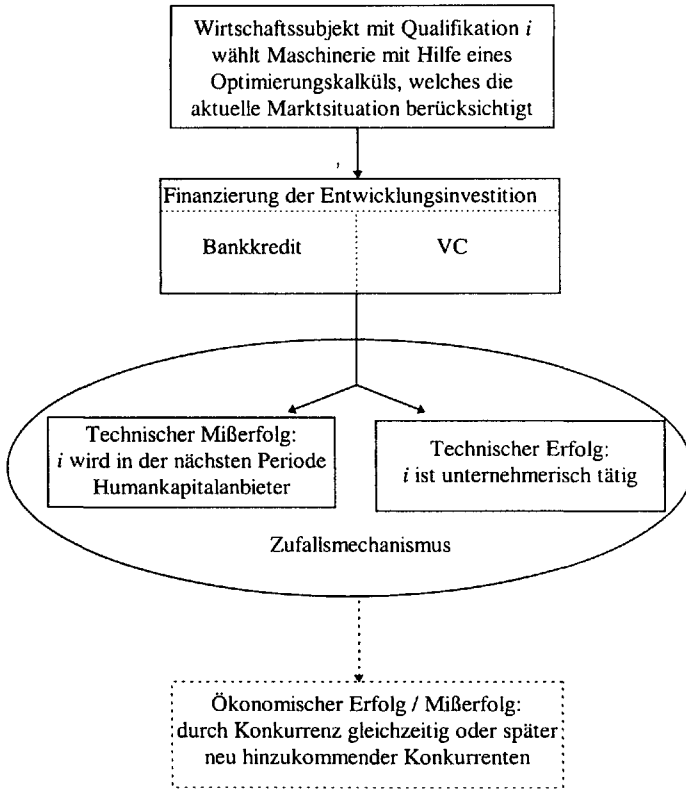 Wirtschaftssubjekt mit Qualifikation i
wählt Maschinerie mit Hilfe eines
Optimierungskalküls, welches die
aktuelle Marktsituation berücksichtigt
Finanzierung der Entwicklungsinvestition
Bankkredit
VC
Technischer Mißerfolg:
i wird in der nächsten Periode
Humankapitalanbieter
Technischer Erfolg:
i ist unternehmerisch tätig
Zufallsmechanismus
Ökonomischer Erfolg / Mißerfolg:
durch Konkurrenz gleichzeitig oder später
neu hinzukommender Konkurrenten